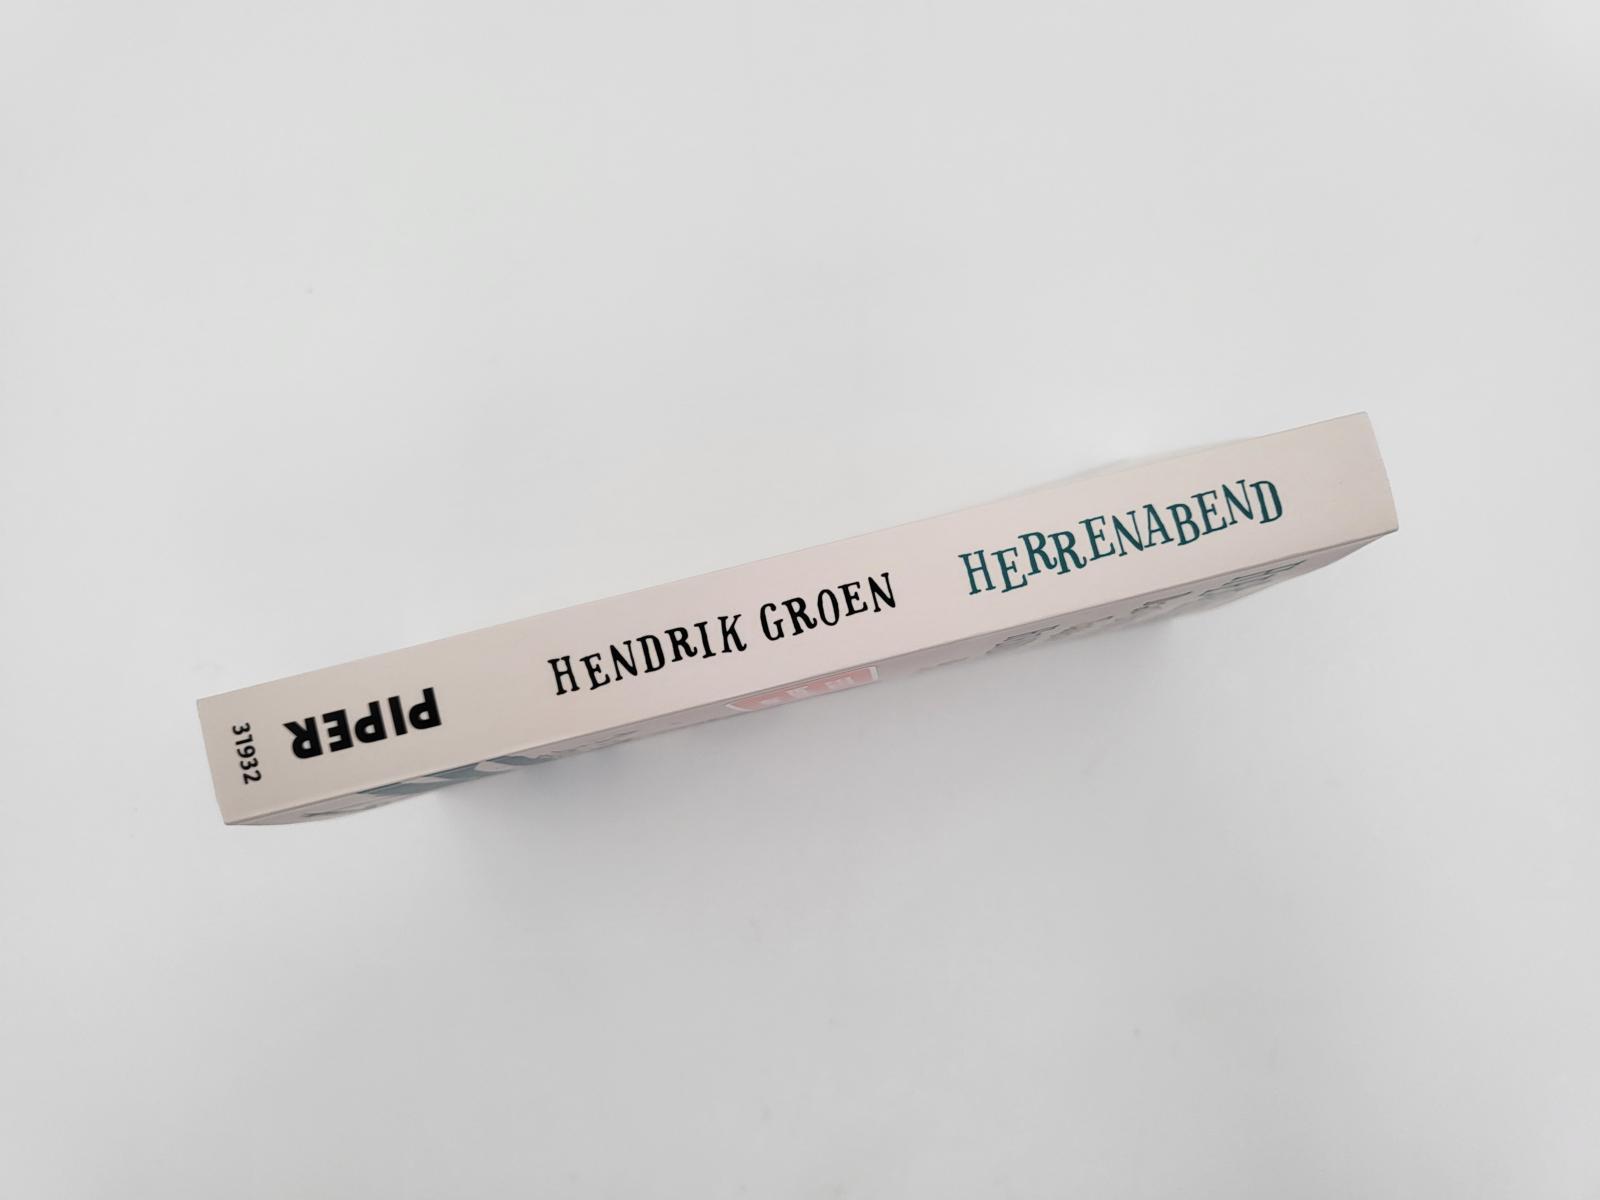 HENDRIK GROEN
HERRENABEND
PIPER
31932